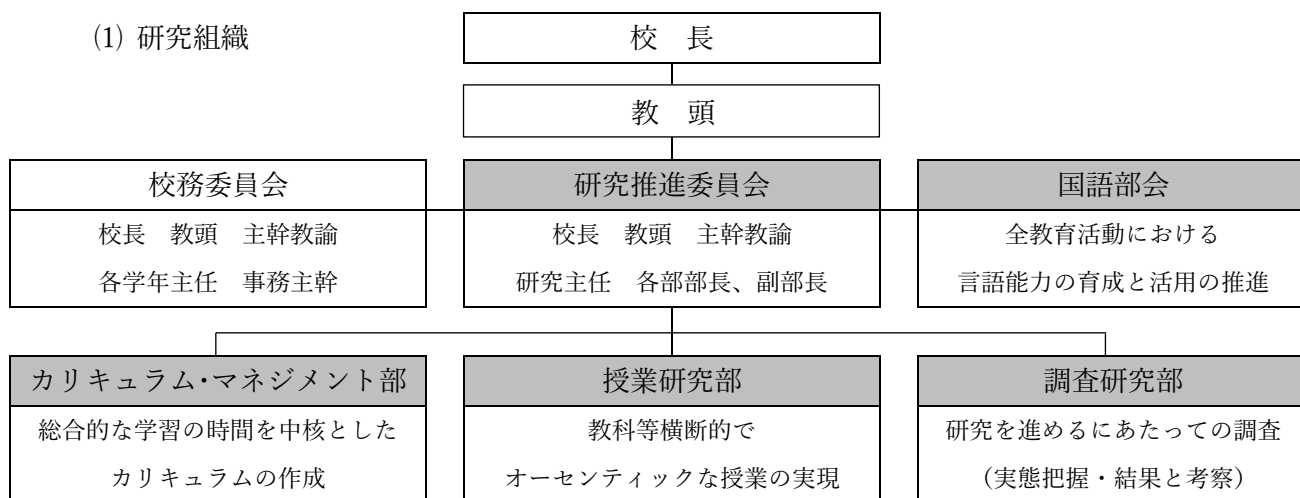 (1) 研究組織
校　長
教　頭
校務委員会
校長　教頭　主幹教諭
各学年主任　事務主幹
研究推進委員会
校長　教頭　主幹教諭
研究主任　各部部長、副部長
国語部会
全教育活動における
言語能力の育成と活用の推進
カリキュラム・マネジメント部
総合的な学習の時間を中核とした
カリキュラムの作成
授業研究部
教科等横断的で
オーセンティックな授業の実現
調査研究部
研究を進めるにあたっての調査
（実態把握・結果と考察）